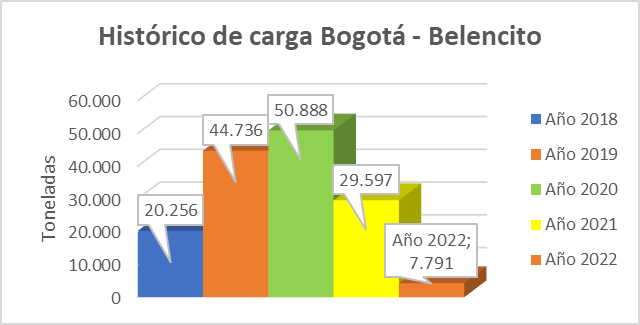 Histórico de carga Bogotá - Belencito
Toneladas
60.000
50.000
40.000
30.000
20.000
10.000
0
20.256
44.736
50.888
29.597
Año 2022;
7.791
Año 2018
Año 2019
Año 2020
Año 2021
Año 2022